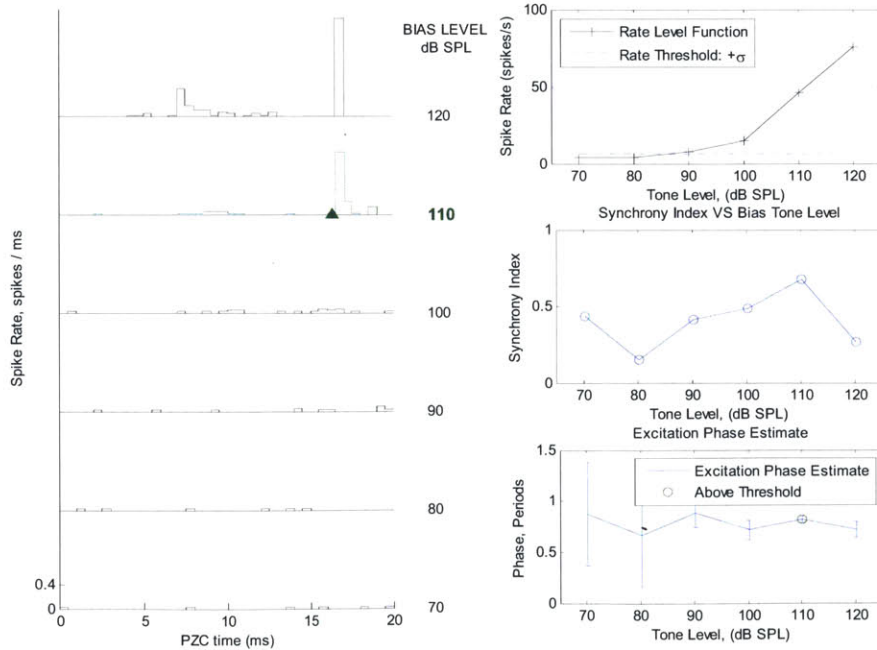 BIAS LEVEL
dB SPL
120
110
100
90
80
70
Spike Rate, spikes / ms
0.4
0
0 5 10 15 20
PZC time (ms)
100
50
0
Spike Rate (spikes/s)
Rate Level Function
Rate Threshold: +σ
70 80 90 100 110 120
Tone Level, (dB SPL)
Synchrony Index VS Bias Tone Level
1
0.5
0
Synchrony Index
70 80 90 100 110 120
Tone Level, (dB SPL)
Excitation Phase Estimate
1.5
1
0.5
0
Phase, Periods
Excitation Phase Estimate
Above Threshold
70 80 90 100 110 120
Tone Level, (dB SPL)